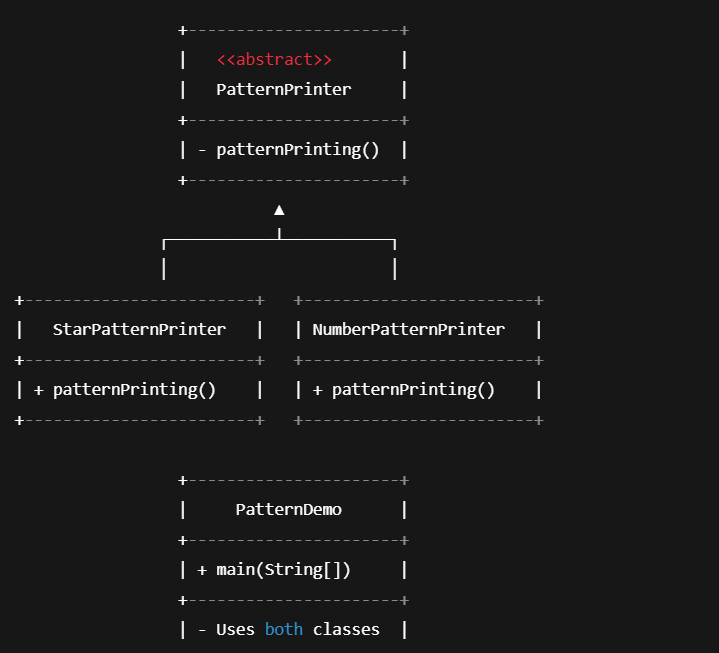 +----------------------+
|   <<abstract>>       |
|   PatternPrinter     |
+----------------------+
| - patternPrinting()  |
+----------------------+
▲
┌───────────┴───────────┐
│                       │
+------------------------+   +------------------------+
|   StarPatternPrinter   |   | NumberPatternPrinter   |
+------------------------+   +------------------------+
| + patternPrinting()    |   | + patternPrinting()    |
+------------------------+   +------------------------+
+----------------------+
|     PatternDemo      |
+----------------------+
| + main(String[])     |
+----------------------+
| - Uses both classes  |